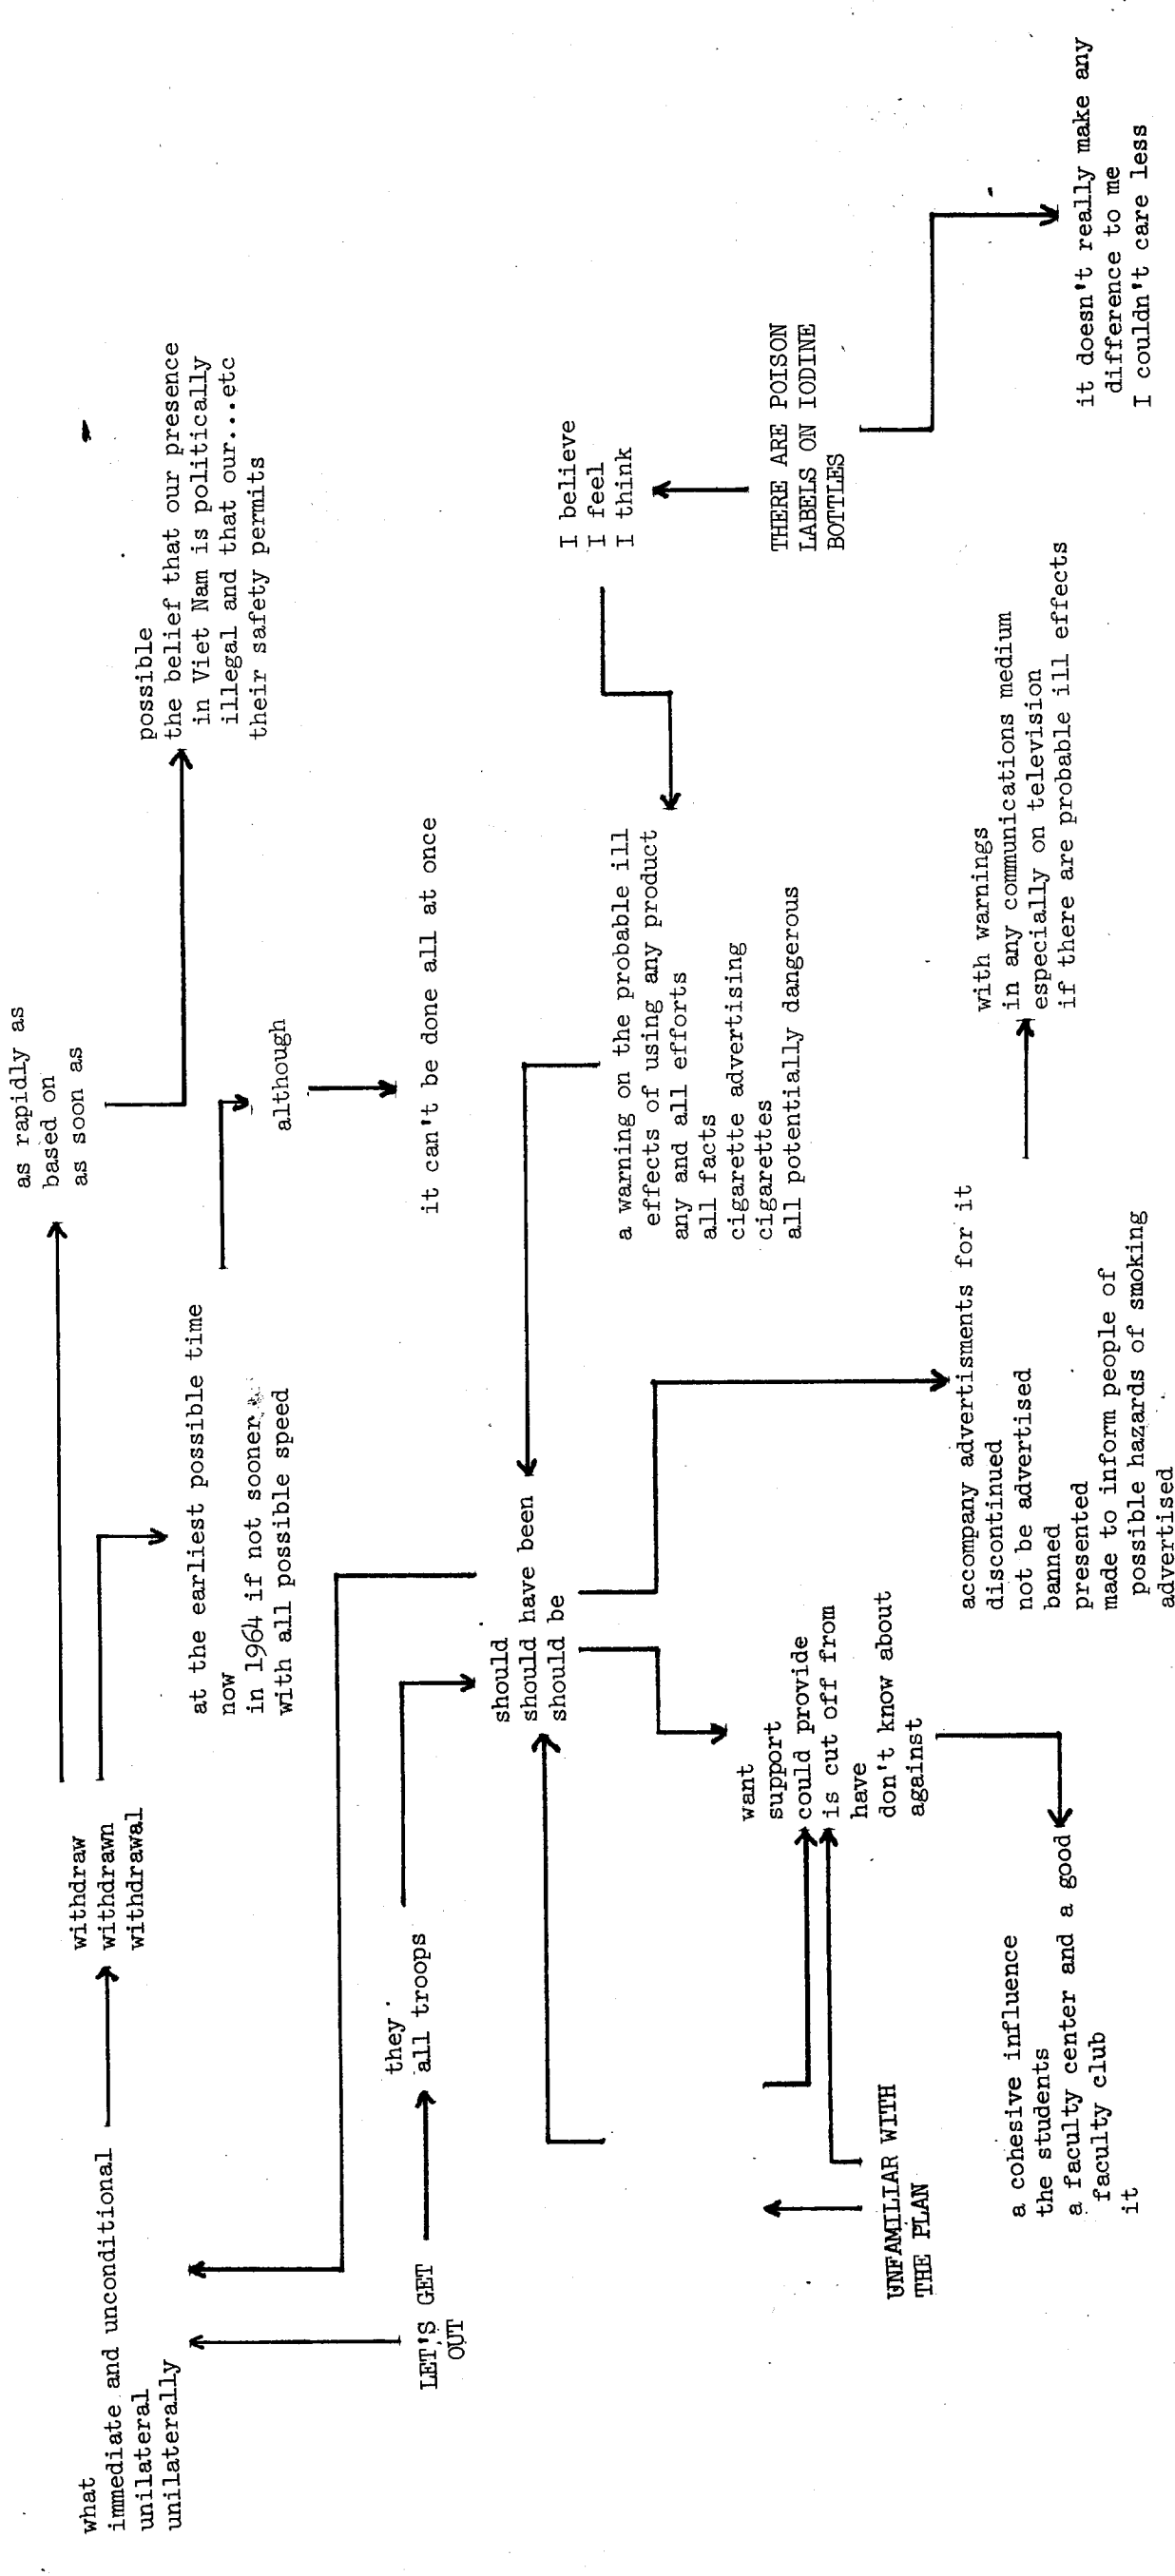 what
immediate and unconditional
unilateral
unilaterally
withdraw
withdrawn
withdrawal
as rapidly as
based on
as soon as
possible
the belief that our presence
in Viet Nam is politically
illegal and that our...etc
their safety permits
at the earliest possible time
now
in 1964 if not sooner
with all possible speed
although
it can't be done all at once
LET'S GET
OUT
they
all troops
should
should have been
should be
a warning on the probable ill
effects of using any product
any and all efforts
all facts
cigarette advertising
cigarettes
all potentially dangerous
I believe
I feel
I think
THERE ARE POISON
LABELS ON IODINE
BOTTLES
it doesn't really make any
difference to me
I couldn't care less
UNFAMILIAR WITH
THE PLAN
want
support
could provide
is cut off from
have
don't know about
against
a cohesive influence
the students
a faculty center and a good
faculty club
it
accompany advertisments for it
discontinued
not be advertised
banned
presented
made to inform people of
possible hazards of smoking
advertised
with warnings
in any communications medium
especially on television
if there are probable ill effects